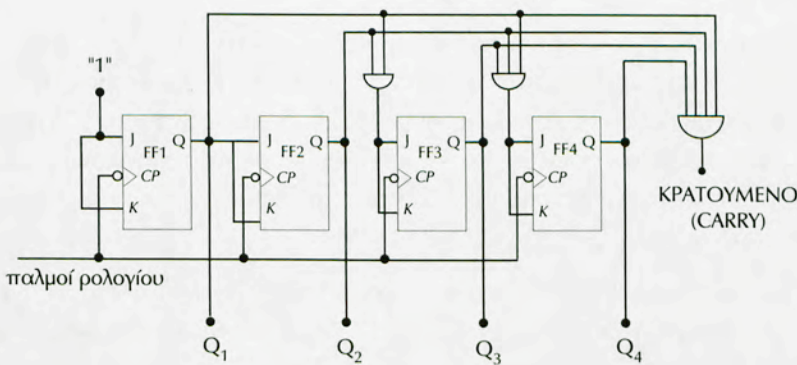 "1"
J FF1 Q
CP
K
J FF2 Q
CP
K
J FF3 Q
CP
K
J FF4 Q
CP
K
ΚΡΑΤΟΥΜΕΝΟ
(CARRY)
παλμοί ρολογίου
Q1 Q2 Q3 Q4